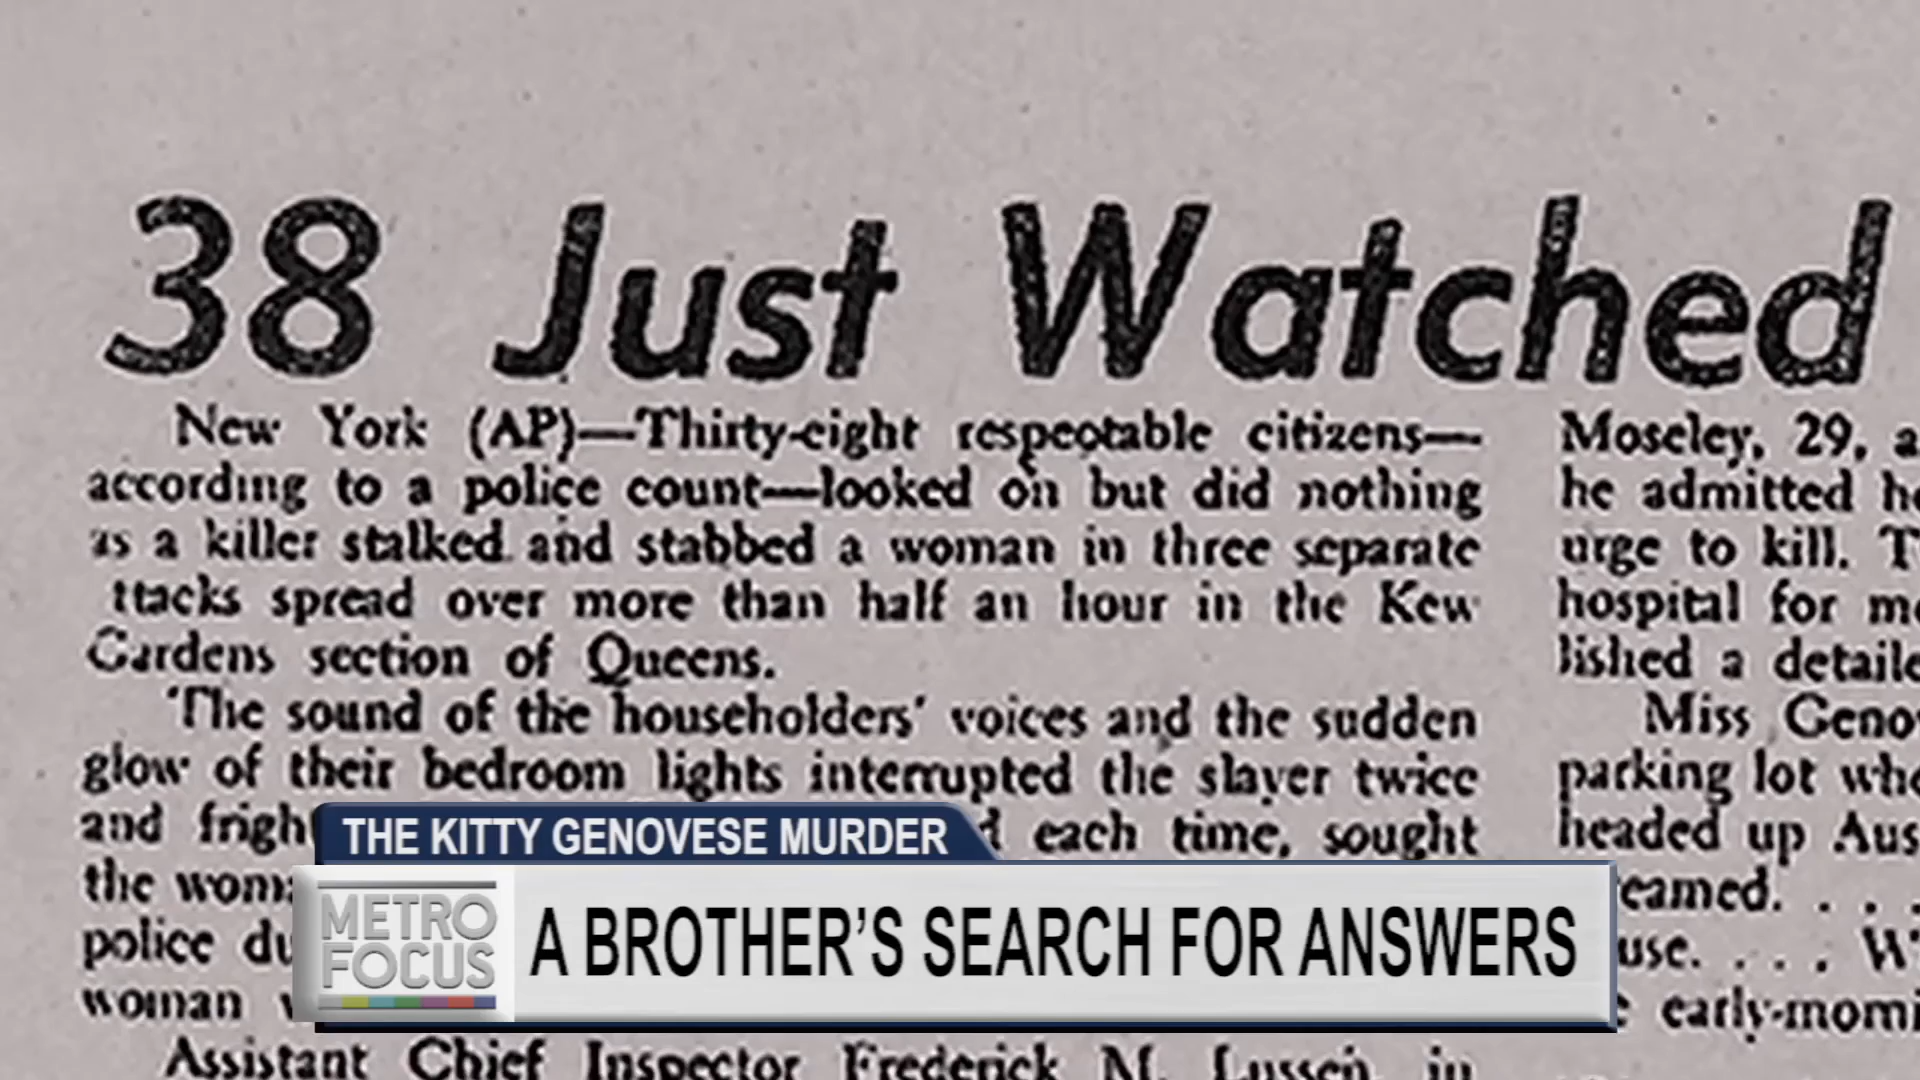 38 Just Watched
New York (AP)—Thirty-eight respectable citizens—
according to a police count—looked on but did nothing
as a killer stalked and stabbed a woman in three separate
ttacks spread over more than half an hour in the Kew
Gardens section of Queens.
The sound of the householders' voices and the sudden
glow of their bedroom lights interrupted the slayer twice
and each time, sought
the
police
woman
Assistant Chief Inspector Frederick M. Lussen, in
Moseley, 29, a
he admitted
urge to kill.
hospital for
lished a
Miss
parking lot
headed up
eamed. . . .
use. . . .
early-morni
THE KITTY GENOVESE MURDER
METRO
FOCUS
A BROTHER'S SEARCH FOR ANSWERS